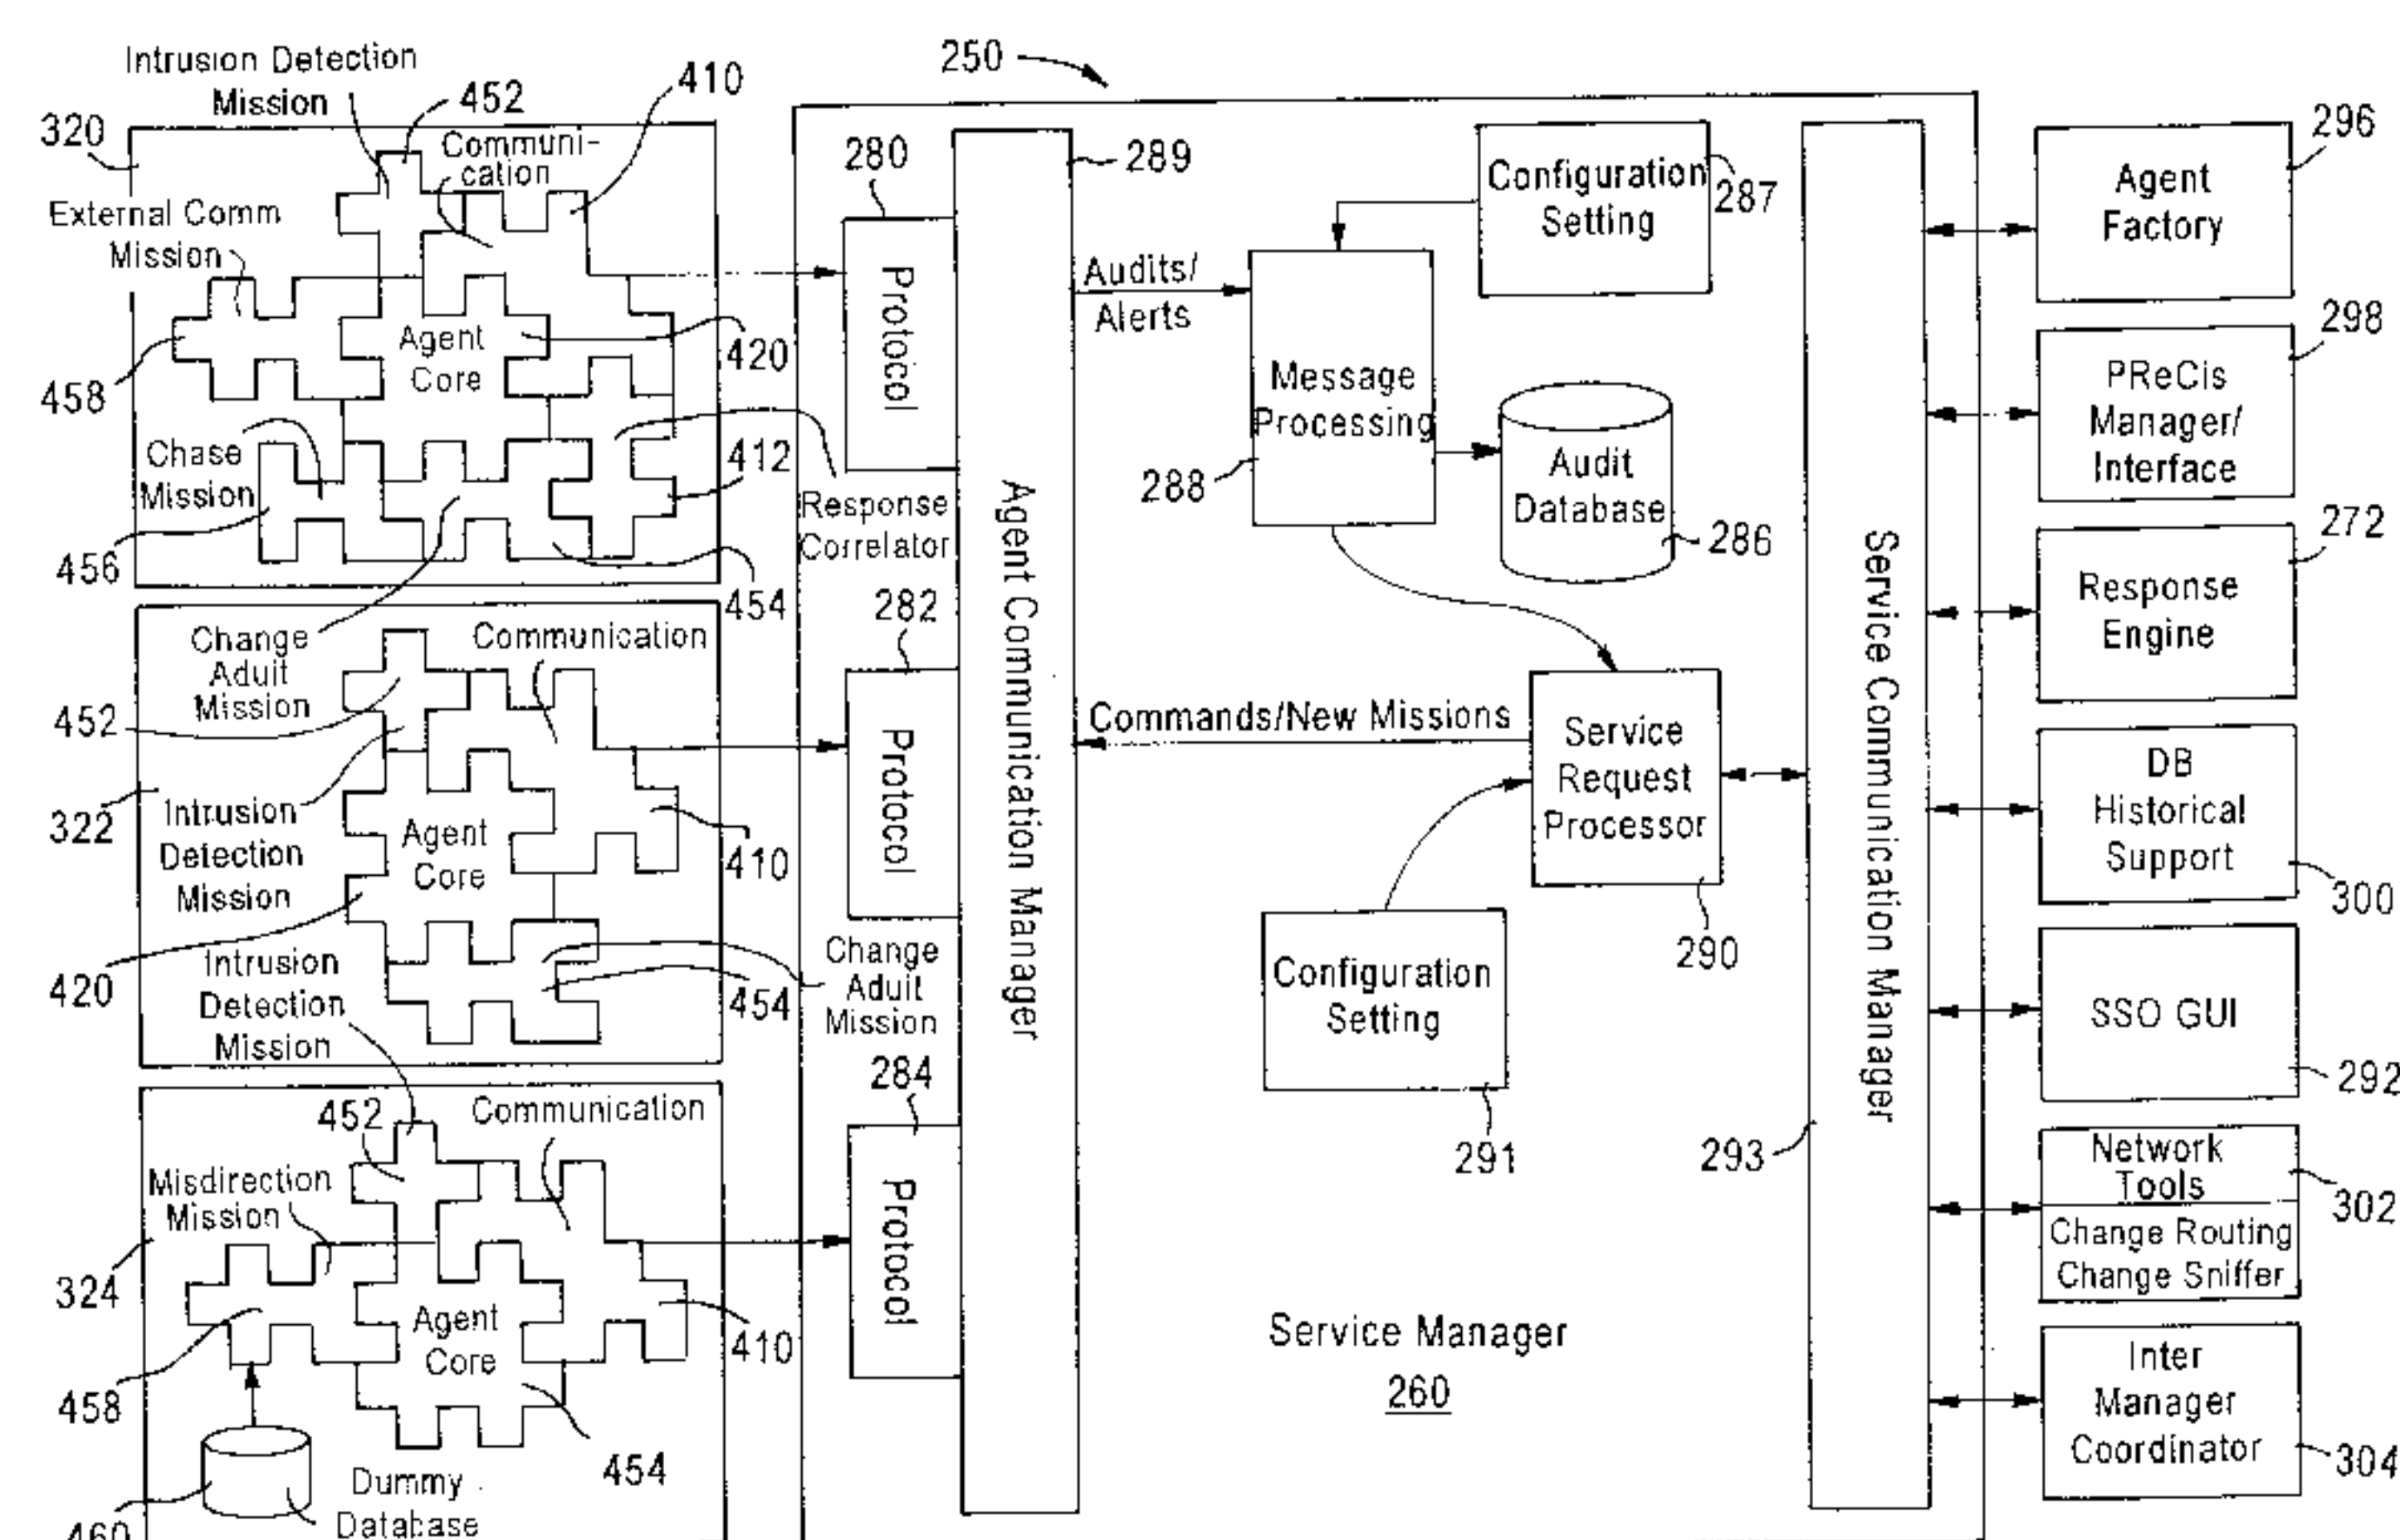 Intrusion Detection
Mission
452
410
320
Communi-
cation
External Comm
Mission
Agent
Core
458
420
Chase
Mission
412
456
Response
Correlator
454
Change
Aduit
Mission
Communication
452
322
Intrusion
Detection
Mission
Agent
Core
410
420
454
Change
Aduit
Mission
Intrusion
Detection
Mission
452
Communication
Misdirection
Mission
324
Agent
Core
410
458
454
Dummy
Database
460
250
280
Protocol
282
Protocol
284
Protocol
289
Agent Communication Manager
Audits/
Alerts
Configuration
Setting
287
Message
Processing
288
Audit
Database
286
Commands/New Missions
Service
Request
Processor
290
Configuration
Setting
291
293
Service Communication Manager
Service Manager
260
296
Agent
Factory
298
PReCis
Manager/
Interface
272
Response
Engine
DB
Historical
Support
300
SSO GUI
292
Network
Tools
302
Change Routing
Change Sniffer
Inter
Manager
Coordinator
304